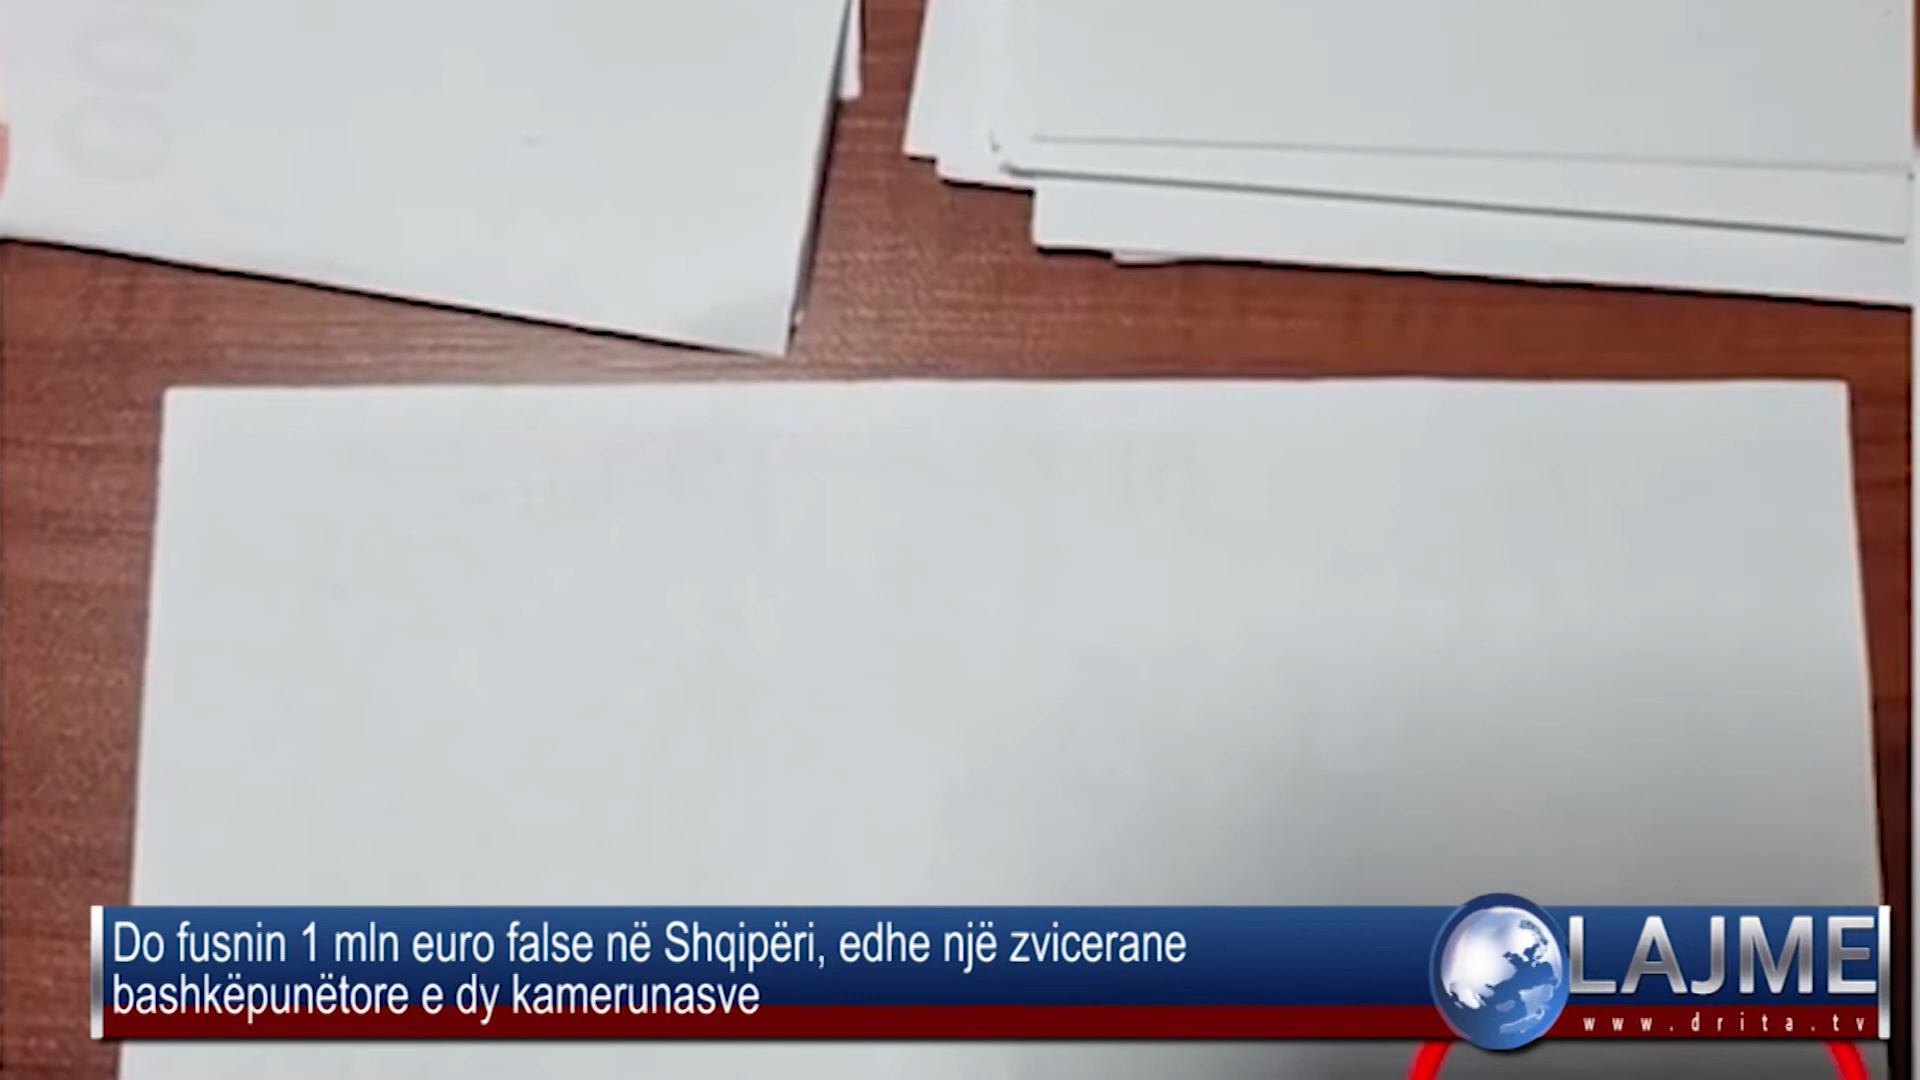 Do fusnin 1 mln euro false në Shqipëri, edhe një zvicerane
bashkëpunëtore e dy kamerunasve
LAJME
www.drita.tv